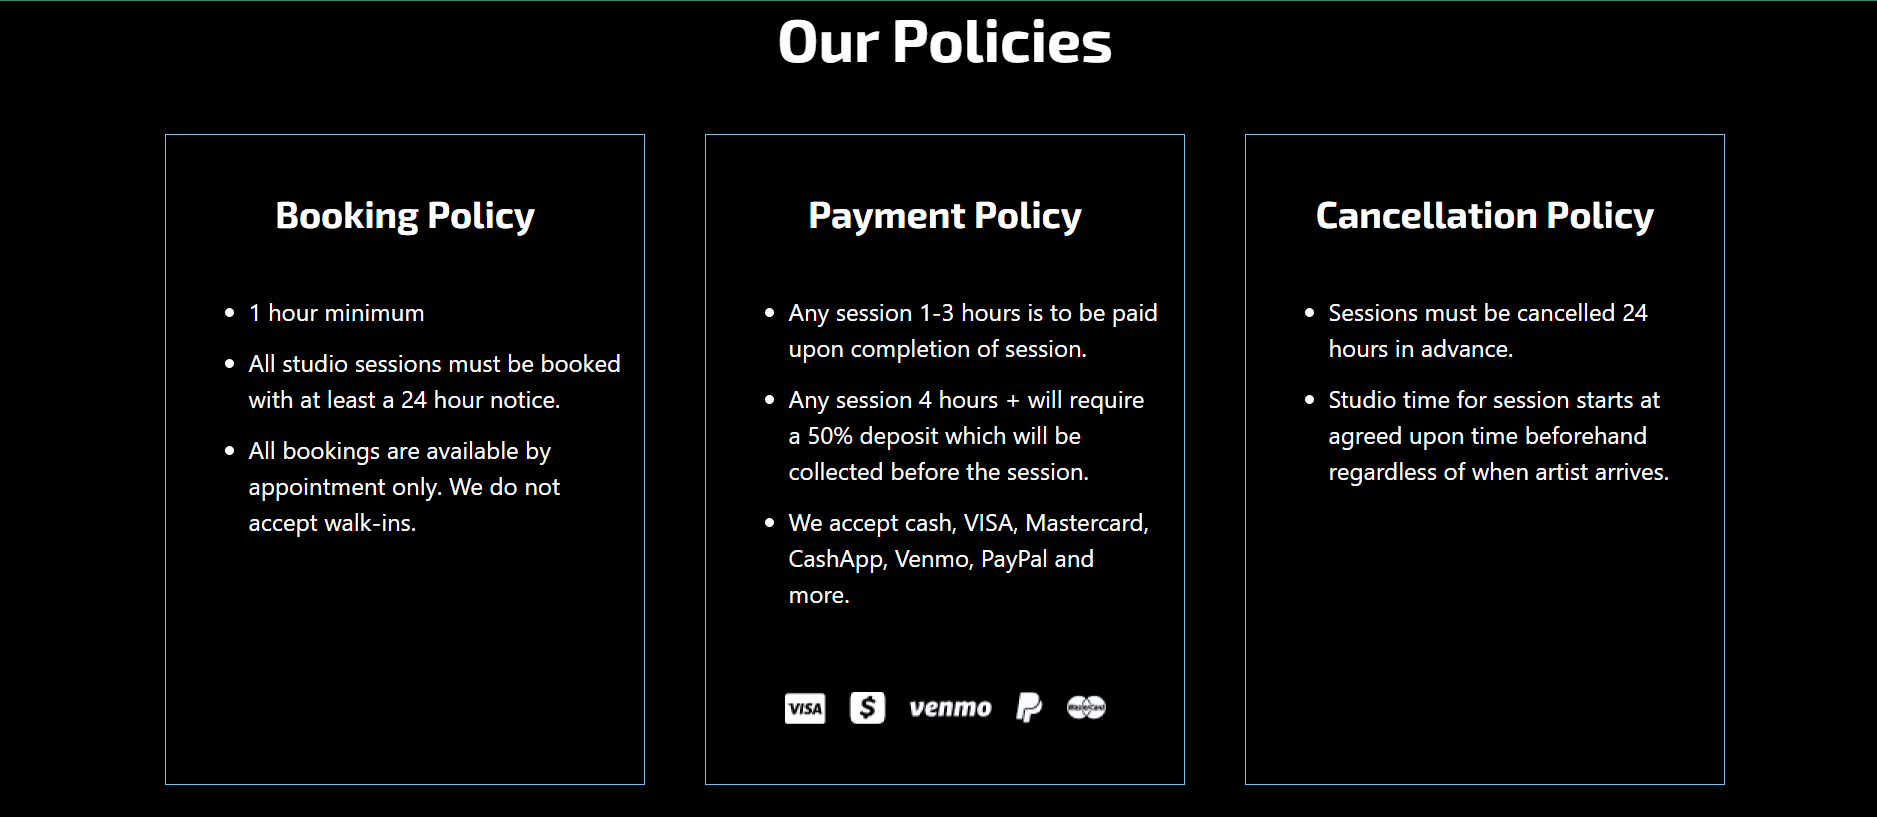 Our Policies
Booking Policy
• 1 hour minimum
• All studio sessions must be booked
with at least a 24 hour notice.
• All bookings are available by
appointment only. We do not
accept walk-ins.
Payment Policy
• Any session 1-3 hours is to be paid
upon completion of session.
• Any session 4 hours + will require
a 50% deposit which will be
collected before the session.
• We accept cash, VISA, Mastercard,
CashApp, Venmo, PayPal and
more.
VISA $ venmo P MasterCard
Cancellation Policy
• Sessions must be cancelled 24
hours in advance.
• Studio time for session starts at
agreed upon time beforehand
regardless of when artist arrives.